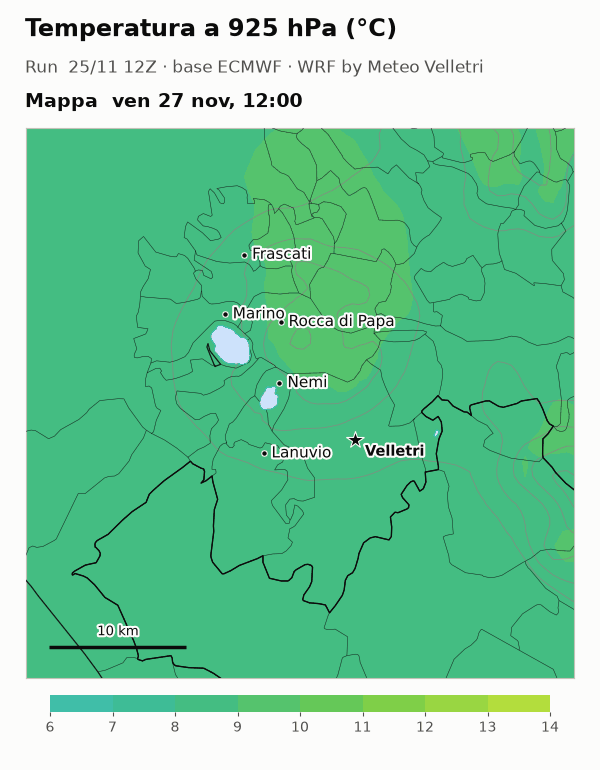 Temperatura a 925 hPa (°C)
Run  25/11 12Z · base ECMWF · WRF by Meteo Velletri
Mappa  ven 27 nov, 12:00
Frascati
Marino
Rocca di Papa
Nemi
Velletri
Lanuvio
10 km
6 7 8 9 10 11 12 13 14